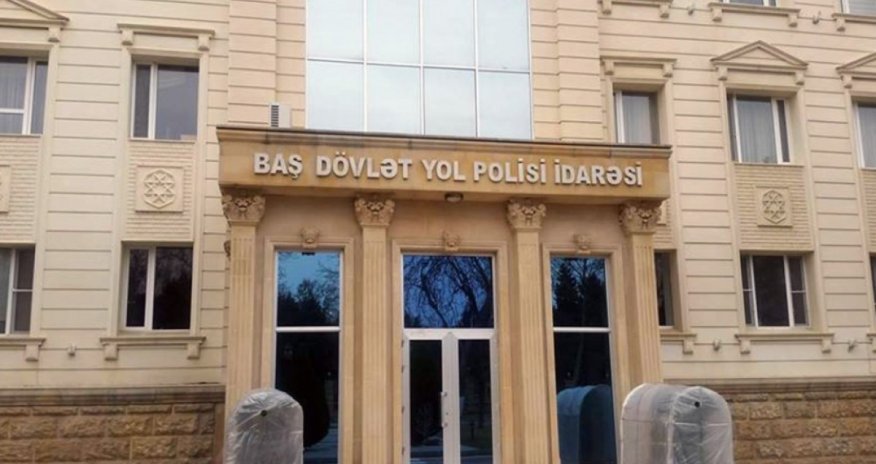 BAŞ DÖVLƏT YOL POLİSİ İDARƏSİ